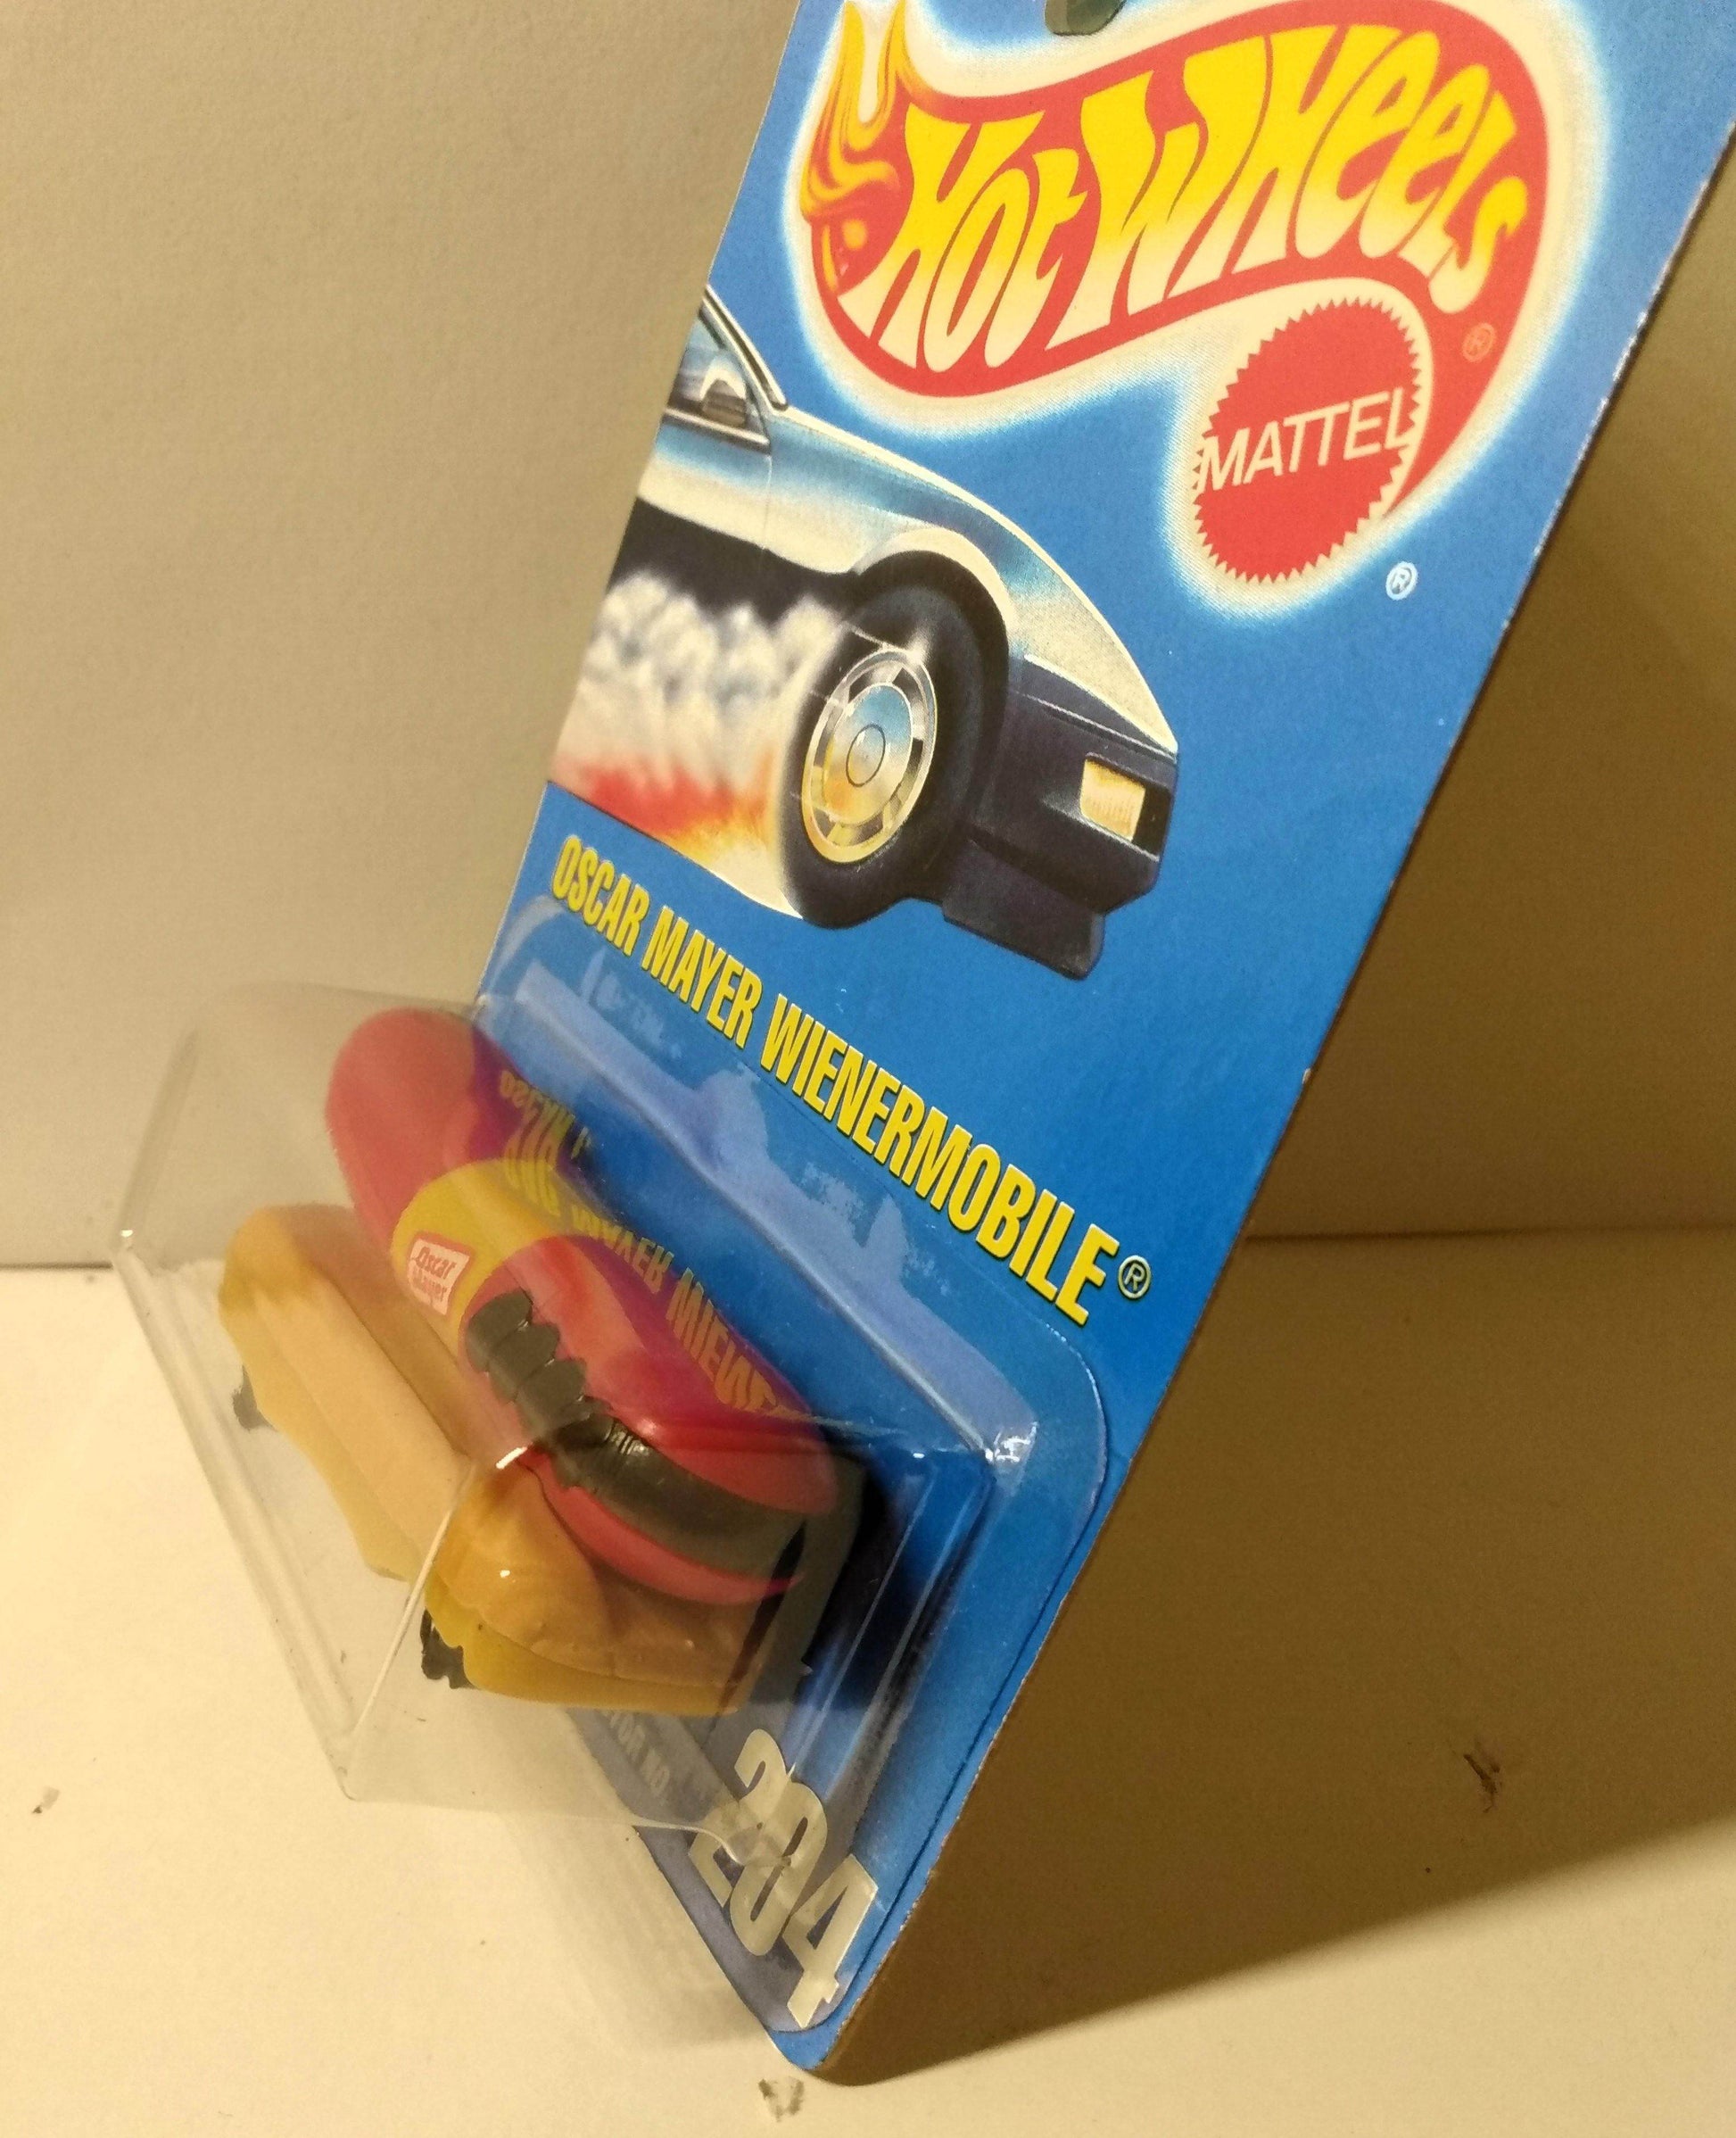 Hot Wheels
®
MATTEL
®
OSCAR MAYER WIENERMOBILE®
Oscar
Mayer
204